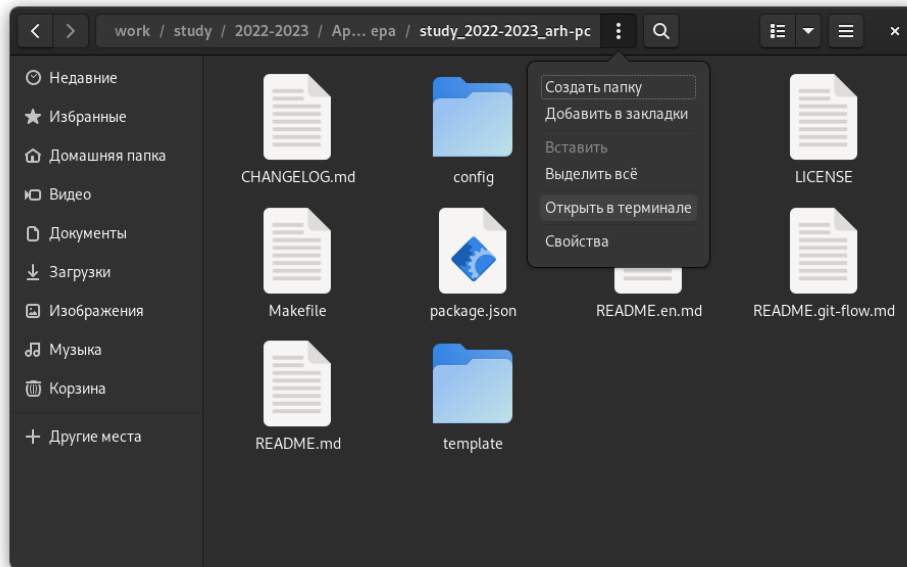 work / study / 2022-2023 / Ар... ера / study_2022-2023_arh-pc
Недавние
Избранные
Домашняя папка
Видео
Документы
Загрузки
Изображения
Музыка
Корзина
Другие места
Создать папку
Добавить в закладки
Вставить
Выделить всё
Открыть в терминале
Свойства
CHANGELOG.md
config
LICENSE
Makefile
package.json
README.en.md
README.git-flow.md
README.md
template